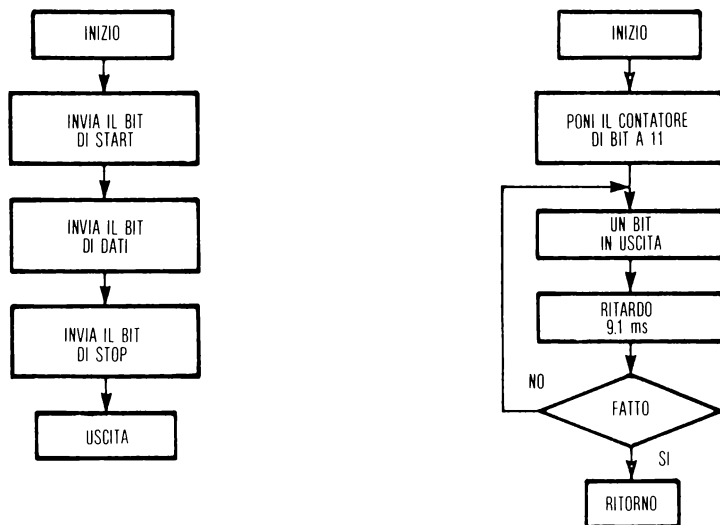 INIZIO
INVIA IL BIT
DI START
INVIA IL BIT
DI DATI
INVIA IL BIT
DI STOP
USCITA
INIZIO
PONI IL CONTATORE
DI BIT A 11
UN BIT
IN USCITA
RITARDO
9.1 ms
NO
FATTO
SI
RITORNO